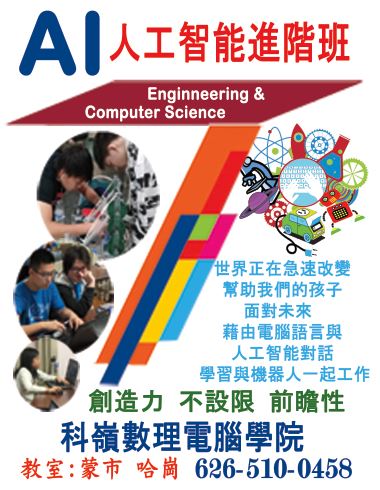 AI人工智能進階班
Enginneering &
Computer Science
世界正在急速改變
幫助我們的孩子
面對未來
藉由電腦語言與
人工智能對話
學習與機器人一起工作
創造力 不設限 前瞻性
科嶺數理電腦學院
教室:蒙市 哈崗 626-510-0458